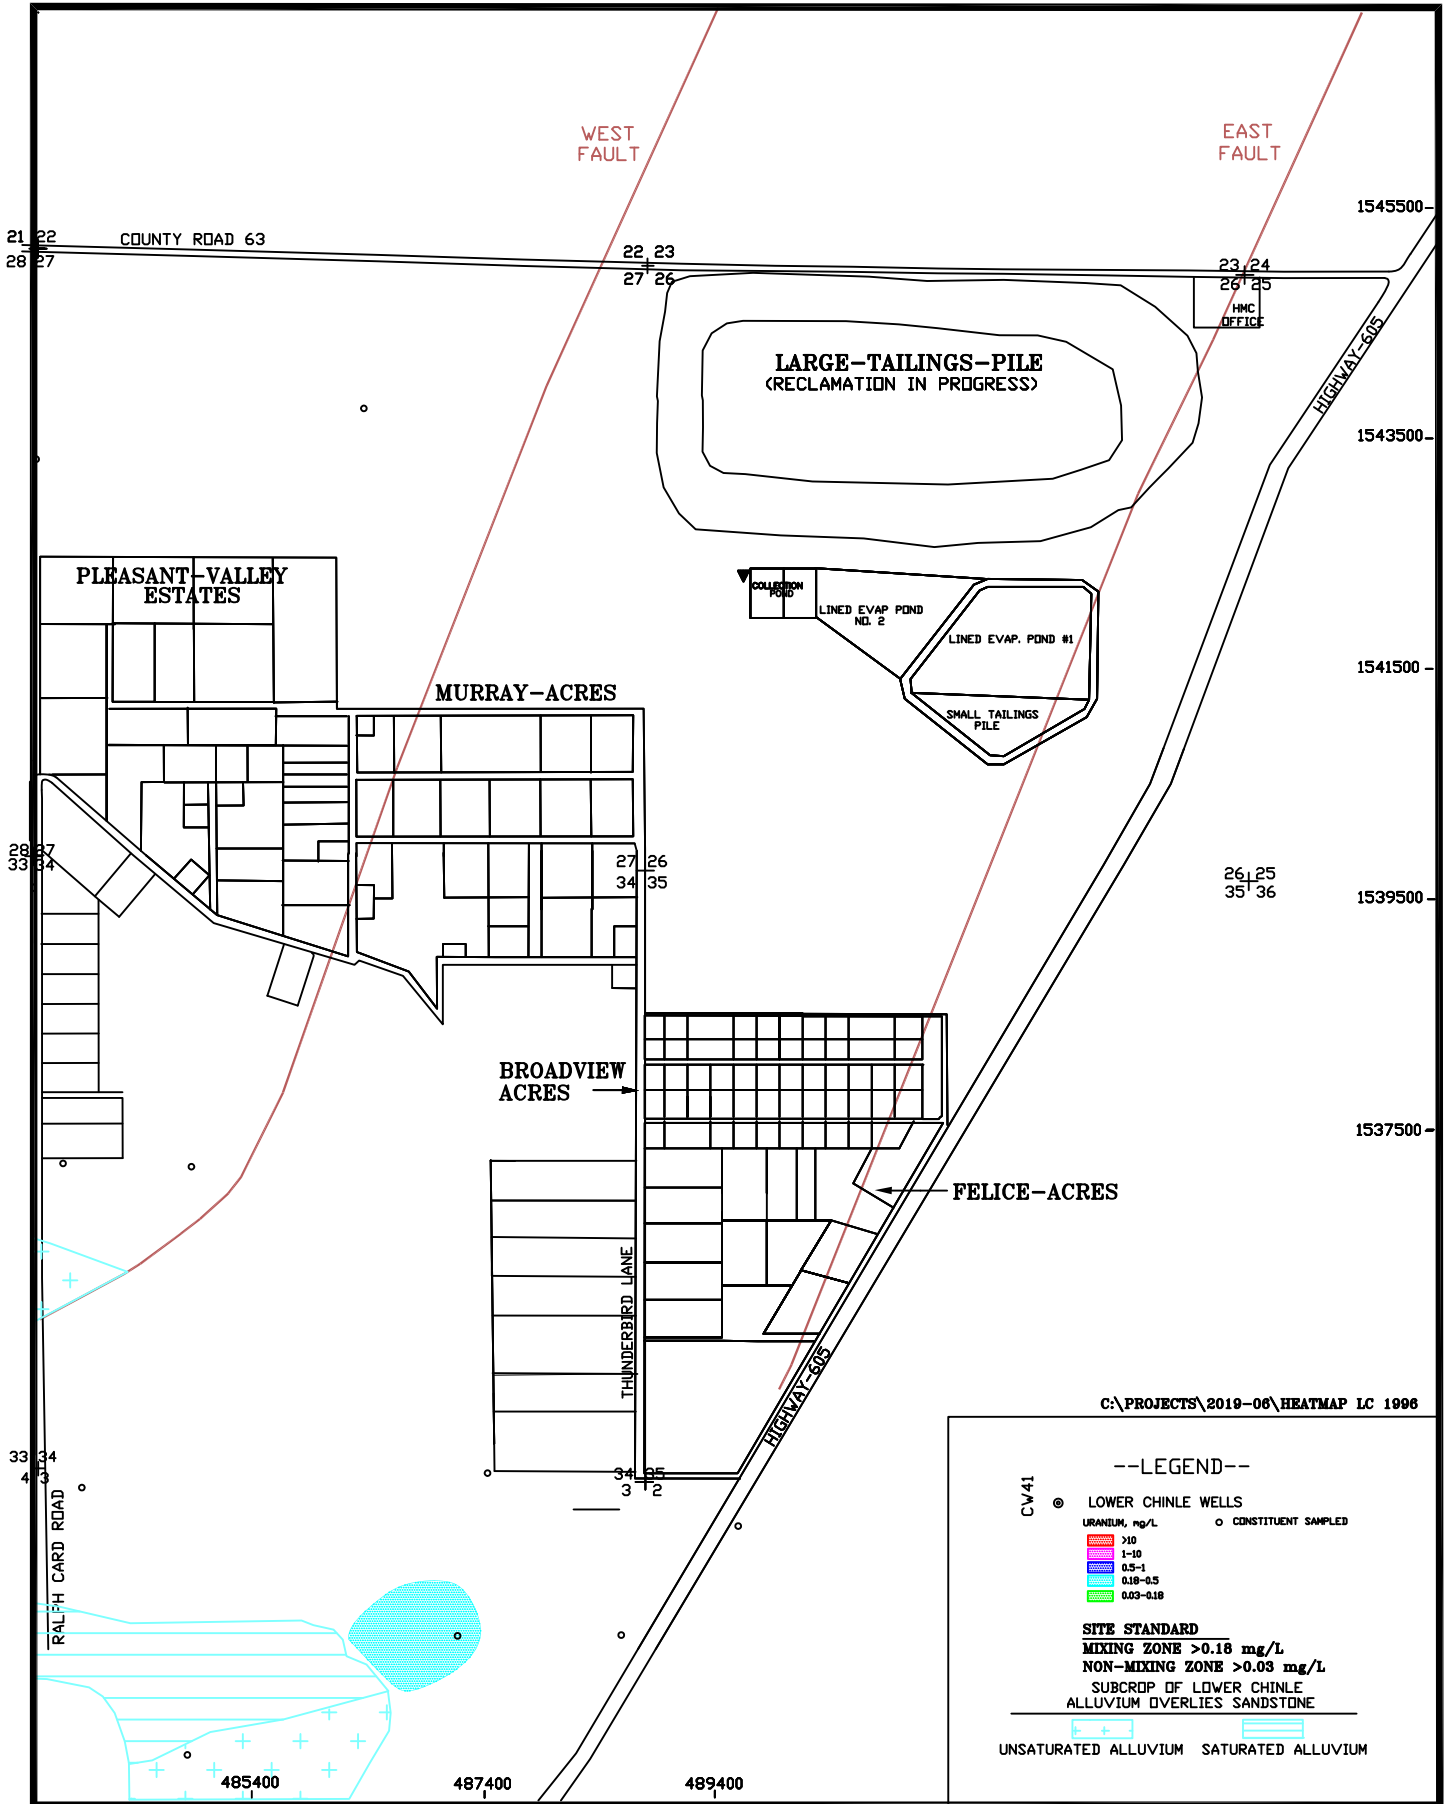 WEST
FAULT
EAST
FAULT
1545500
21 22
28 27
COUNTY ROAD 63
22 23
27 26
23 24
26 25
HMC
OFFICE
HIGHWAY-605
LARGE-TAILINGS-PILE
(RECLAMATION IN PROGRESS)
1543500
PLEASANT-VALLEY
ESTATES
COLLECTION
POND
LINED EVAP POND
NO. 2
LINED EVAP. POND #1
SMALL TAILINGS
PILE
1541500
MURRAY-ACRES
28 27
33 34
27 26
34 35
26 25
35 36
1539500
BROADVIEW
ACRES
1537500
FELICE-ACRES
THUNDERBIRD LANE
HIGHWAY-605
33 34
4 3
34 35
3 2
RALPH CARD ROAD
485400
487400
489400
C:\PROJECTS\2019-06\HEATMAP LC 1996
--LEGEND--
CW41
LOWER CHINLE WELLS
URANIUM, mg/L
CONSTITUENT SAMPLED
>10
1-10
0.5-1
0.18-0.5
0.03-0.18
SITE STANDARD
MIXING ZONE >0.18 mg/L
NON-MIXING ZONE >0.03 mg/L
SUBCROP OF LOWER CHINLE
ALLUVIUM OVERLIES SANDSTONE
UNSATURATED ALLUVIUM SATURATED ALLUVIUM